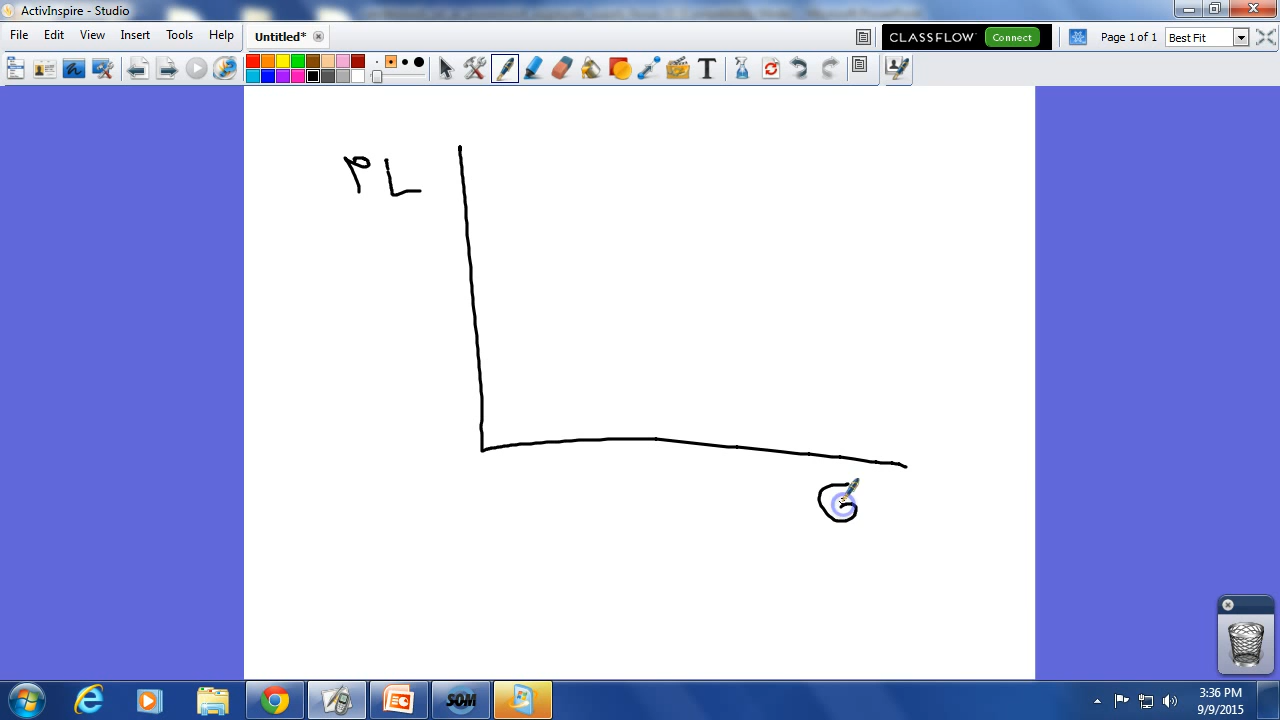 ActivInspire - Studio
File Edit View Insert Tools Help
Untitled*
CLASSFLOW Connect
Page 1 of 1
Best Fit
T
PL
G
SOM
3:36 PM
9/9/2015